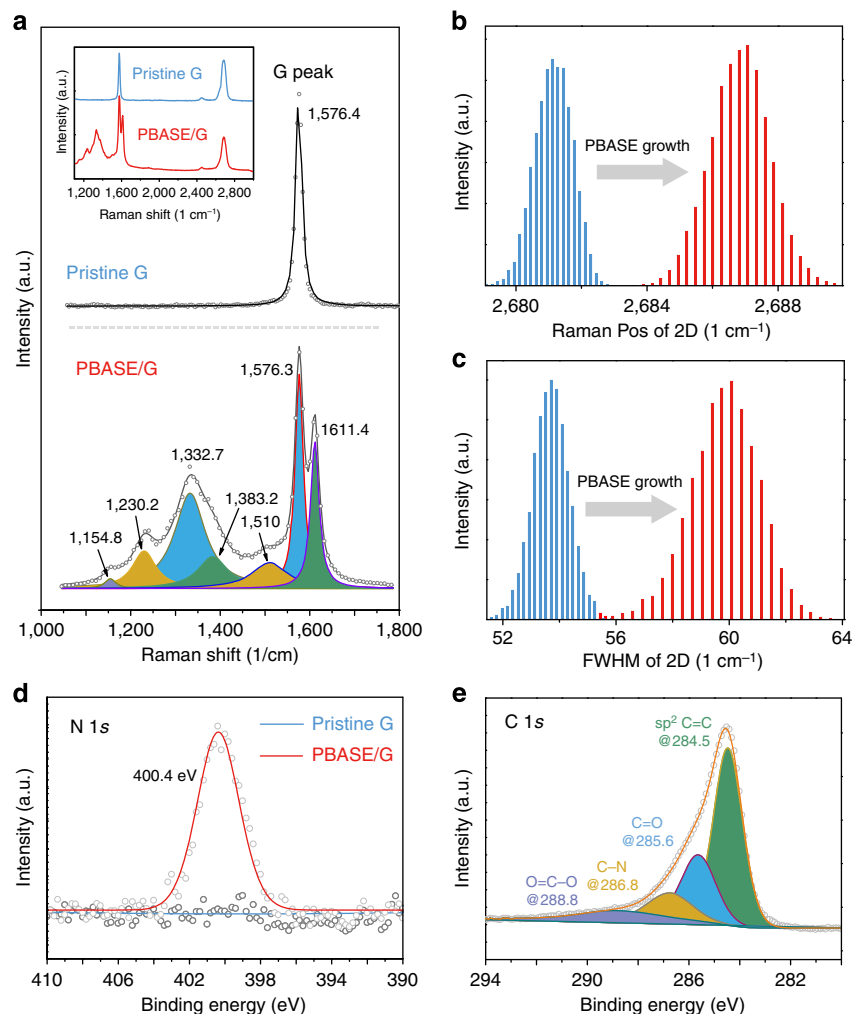 a
Intensity (a.u.)
Pristine G
PBASE/G
1,200 1,600 2,000 2,400 2,800
Raman shift (1 cm⁻¹)
G peak
1,576.4
Pristine G
Intensity (a.u.)
PBASE/G
1,576.3
1611.4
1,332.7
1,230.2
1,383.2
1,154.8
1,510
1,000 1,200 1,400 1,600 1,800
Raman shift (1/cm)
b
Intensity (a.u.)
PBASE growth
2,680 2,684 2,688
Raman Pos of 2D (1 cm⁻¹)
c
Intensity (a.u.)
PBASE growth
52 56 60 64
FWHM of 2D (1 cm⁻¹)
d
N 1s
Pristine G
PBASE/G
400.4 eV
Intensity (a.u.)
410 406 402 398 394 390
Binding energy (eV)
e
C 1s
sp² C=C
@284.5
C=O
@285.6
C–N
@286.8
O=C–O
@288.8
Intensity (a.u.)
294 290 286 282
Binding energy (eV)